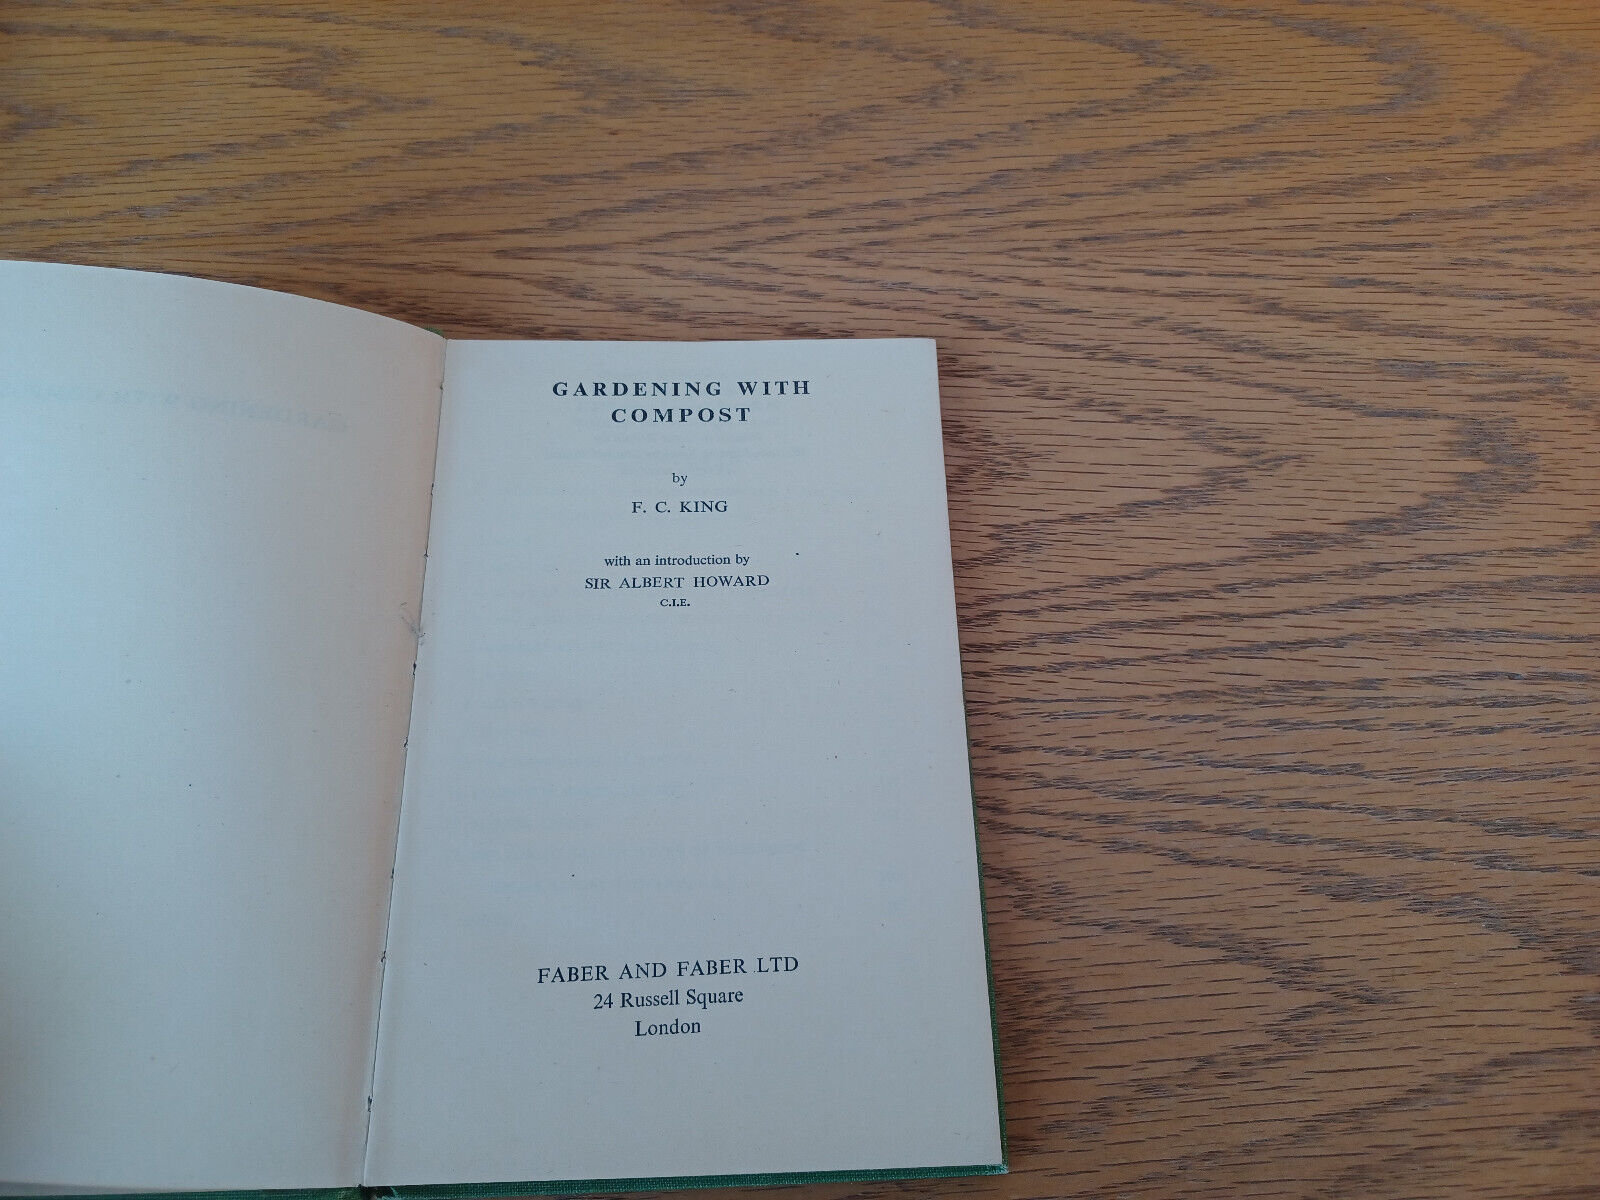 GARDENING WITH
COMPOST
by
F. C. KING
with an introduction by
SIR ALBERT HOWARD
C.I.E.
FABER AND FABER LTD
24 Russell Square
London